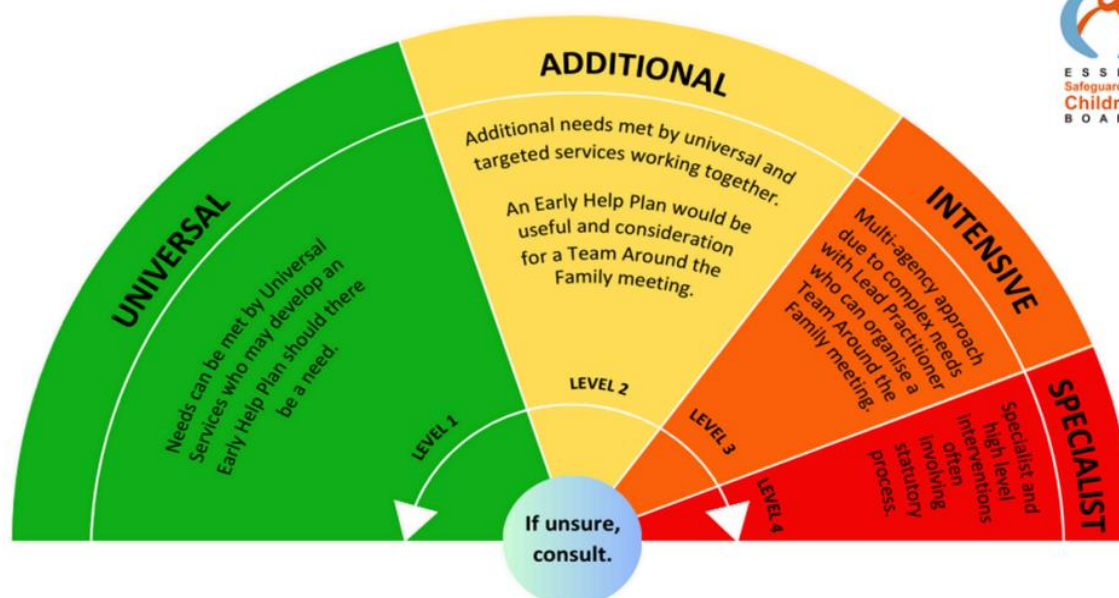 UNIVERSAL
Needs can be met by Universal
Services who may develop an
Early Help Plan should there
be a need.
LEVEL 1
ADDITIONAL
Additional needs met by universal and
targeted services working together.
An Early Help Plan would be
useful and consideration
for a Team Around the
Family meeting.
LEVEL 2
INTENSIVE
Multi-agency approach
due to complex needs
with Lead Practitioner
who can organise a
Team Around the
Family meeting.
LEVEL 3
SPECIALIST
Specialist and
high level
interventions
often
involving
statutory
process.
LEVEL 4
If unsure,
consult.